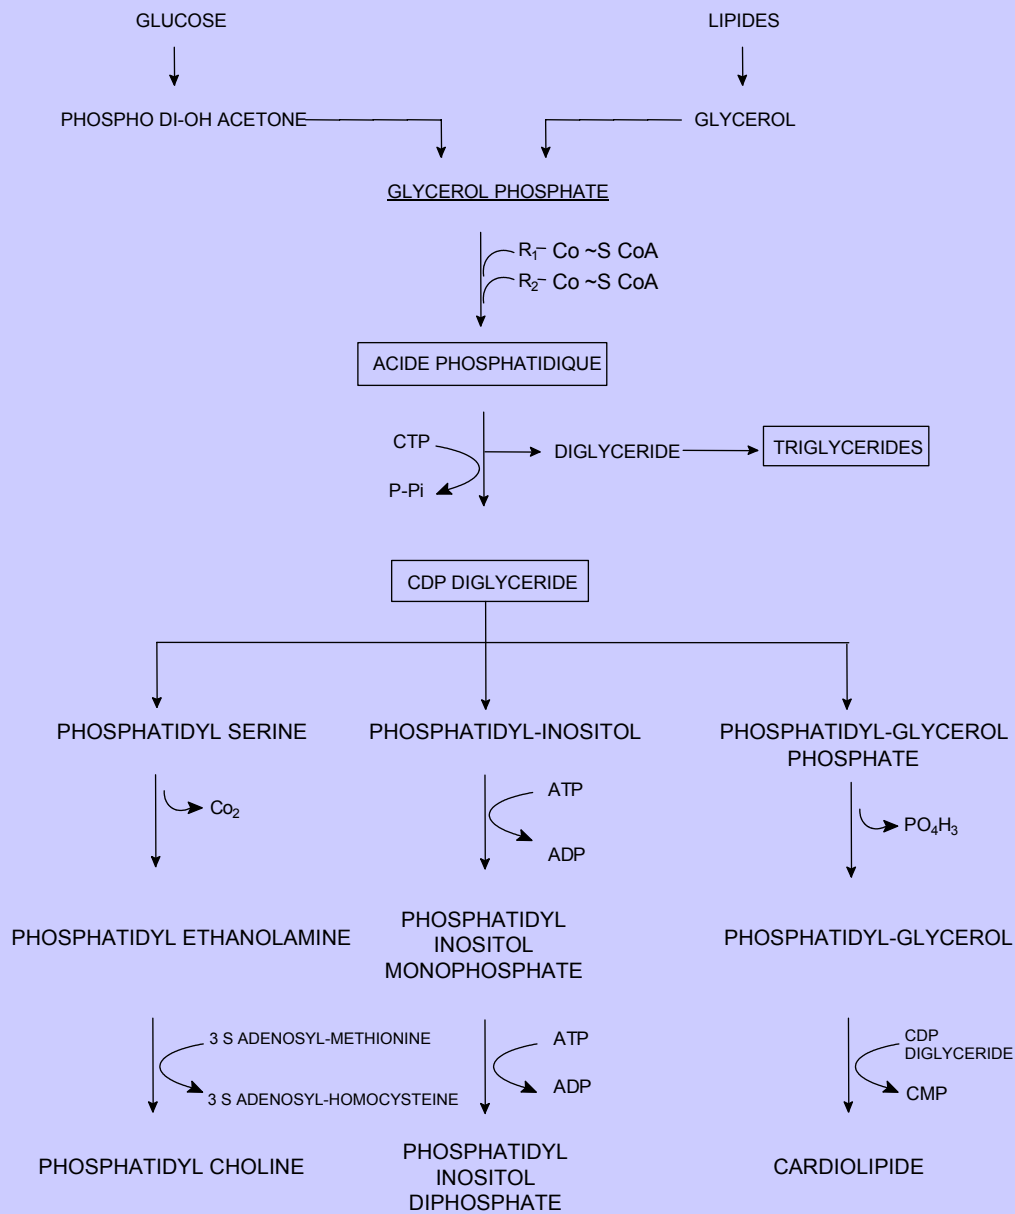 GLUCOSE
LIPIDES
PHOSPHO DI-OH ACETONE
GLYCEROL
GLYCEROL PHOSPHATE
R₁– Co ~S CoA
R₂– Co ~S CoA
ACIDE PHOSPHATIDIQUE
CTP
DIGLYCERIDE
TRIGLYCERIDES
P-Pi
CDP DIGLYCERIDE
PHOSPHATIDYL SERINE
PHOSPHATIDYL-INOSITOL
PHOSPHATIDYL-GLYCEROL
PHOSPHATE
Co₂
ATP
ADP
PO₄H₃
PHOSPHATIDYL ETHANOLAMINE
PHOSPHATIDYL
INOSITOL
MONOPHOSPHATE
PHOSPHATIDYL-GLYCEROL
3 S ADENOSYL-METHIONINE
3 S ADENOSYL-HOMOCYSTEINE
ATP
ADP
CDP
DIGLYCERIDE
CMP
PHOSPHATIDYL CHOLINE
PHOSPHATIDYL
INOSITOL
DIPHOSPHATE
CARDIOLIPIDE